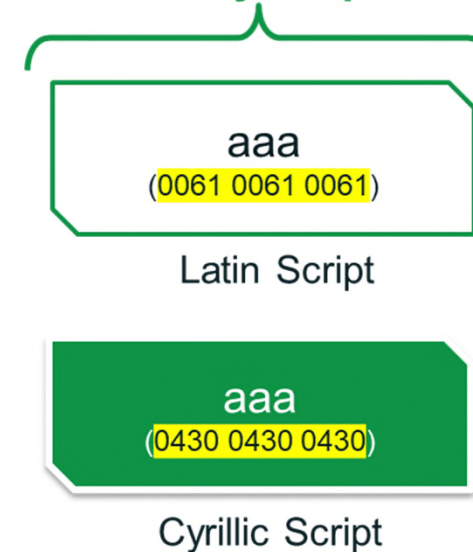 aaa
(0061 0061 0061)
Latin Script
ааа
(0430 0430 0430)
Cyrillic Script